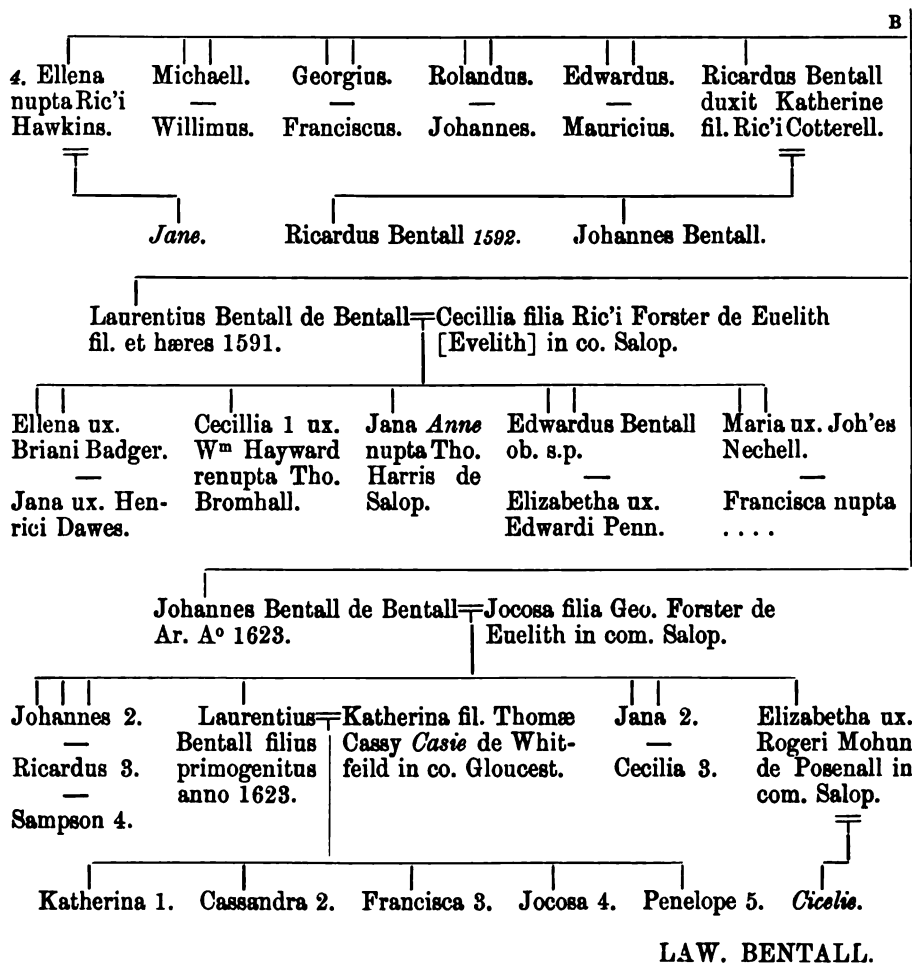 B
4. Ellena
nupta Ric'i
Hawkins.
Michaell.
—
Willimus.
Georgius.
—
Franciscus.
Rolandus.
—
Johannes.
Edwardus.
—
Mauricius.
Ricardus Bentall
duxit Katherine
fil. Ric'i Cotterell.
Jane.
Ricardus Bentall 1592.
Johannes Bentall.
Laurentius Bentall de Bentall
fil. et hæres 1591.
Cecillia filia Ric'i Forster de Euelith
[Evelith] in co. Salop.
Ellena ux.
Briani Badger.
—
Jana ux. Hen-
rici Dawes.
Cecillia 1 ux.
Wᵐ Hayward
renupta Tho.
Bromhall.
Jana Anne
nupta Tho.
Harris de
Salop.
Edwardus Bentall
ob. s.p.
—
Elizabetha ux.
Edwardi Penn.
Maria ux. Joh'es
Nechell.
—
Francisca nupta
. . . .
Johannes Bentall de Bentall
Ar. Aᵒ 1623.
Jocosa filia Geo. Forster de
Euelith in com. Salop.
Johannes 2.
—
Ricardus 3.
—
Sampson 4.
Laurentius
Bentall filius
primogenitus
anno 1623.
Katherina fil. Thomæ
Cassy Casie de Whit-
feild in co. Gloucest.
Jana 2.
—
Cecilia 3.
Elizabetha ux.
Rogeri Mohun
de Posenall in
com. Salop.
Katherina 1.
Cassandra 2.
Francisca 3.
Jocosa 4.
Penelope 5.
Cicelie.
LAW. BENTALL.